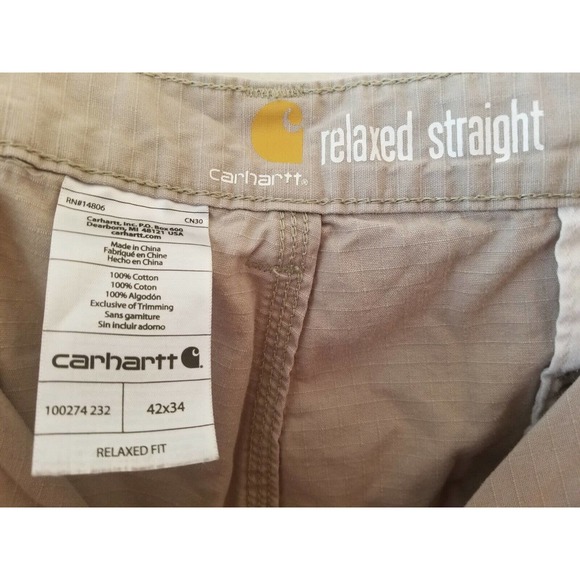 relaxed straight
carhartt®
RN#14806 CN30
Carhartt, Inc. P.O. Box 600
Dearborn, MI 48121 USA
carhartt.com
Made in China
Fabriqué en Chine
Hecho en China
100% Cotton
100% Coton
100% Algodón
Exclusive of Trimming
Sans garniture
Sin incluir adorno
carhartt
100274 232 42x34
RELAXED FIT